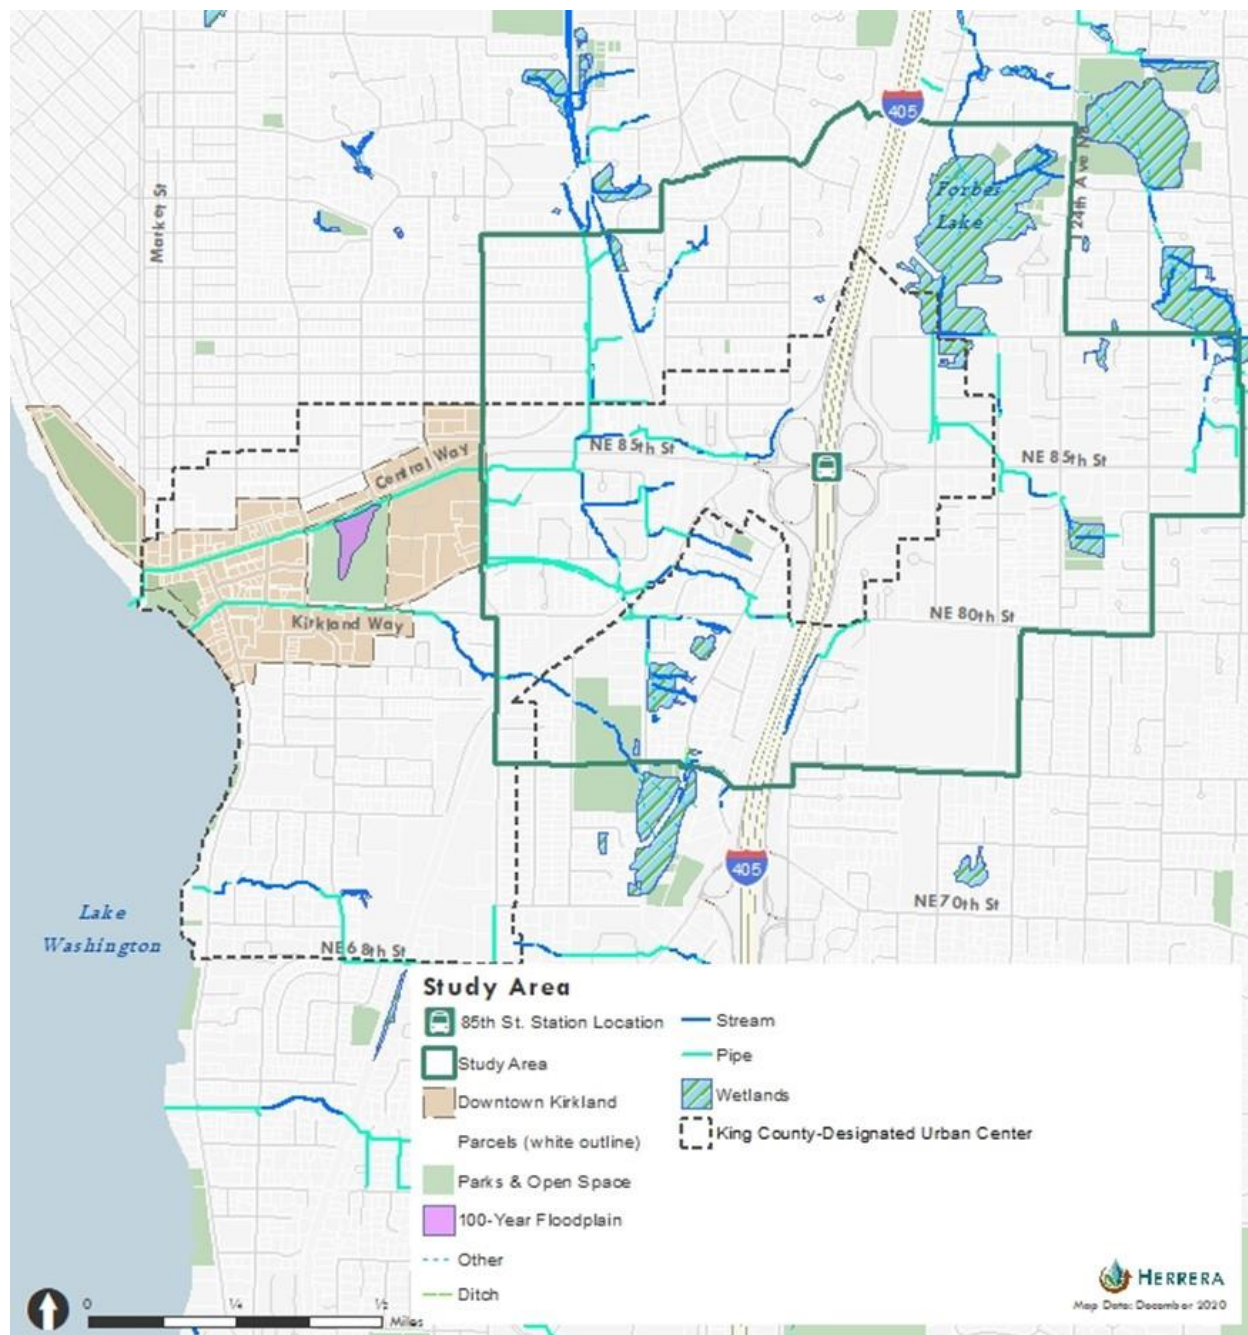 405
Forbes
Lake
124th Ave NE
Market St
NE 85th St
Central Way
NE 85th St
Kirkland Way
NE 80th St
405
NE 70th St
Lake
Washington
NE 68th St
Study Area
85th St. Station Location
Study Area
Downtown Kirkland
Parcels (white outline)
Parks & Open Space
100-Year Floodplain
Other
Ditch
Stream
Pipe
Wetlands
King County-Designated Urban Center
HERRERA
Map Data: December 2020
0 1/4 1/2
Miles